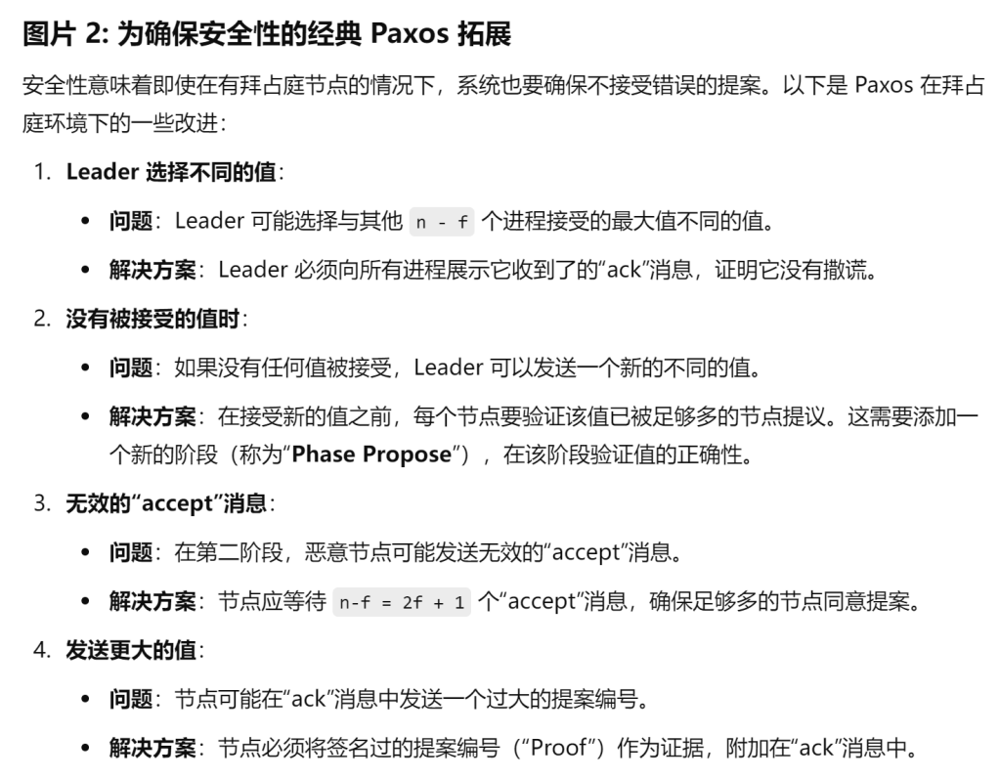 图片 2: 为确保安全性的经典 Paxos 拓展
安全性意味着即使在有拜占庭节点的情况下，系统也要确保不接受错误的提案。以下是 Paxos 在拜占
庭环境下的一些改进：
1. Leader 选择不同的值：
• 问题：Leader 可能选择与其他 n - f 个进程接受的最大值不同的值。
• 解决方案：Leader 必须向所有进程展示它收到了的“ack”消息，证明它没有撒谎。
2. 没有被接受的值时：
• 问题：如果没有任何值被接受，Leader 可以发送一个新的不同的值。
• 解决方案：在接受新的值之前，每个节点要验证该值已被足够多的节点提议。这需要添加一
个新的阶段（称为“Phase Propose”），在该阶段验证值的正确性。
3. 无效的“accept”消息：
• 问题：在第二阶段，恶意节点可能发送无效的“accept”消息。
• 解决方案：节点应等待 n-f = 2f + 1 个“accept”消息，确保足够多的节点同意提案。
4. 发送更大的值：
• 问题：节点可能在“ack”消息中发送一个过大的提案编号。
• 解决方案：节点必须将签名过的提案编号（“Proof”）作为证据，附加在“ack”消息中。